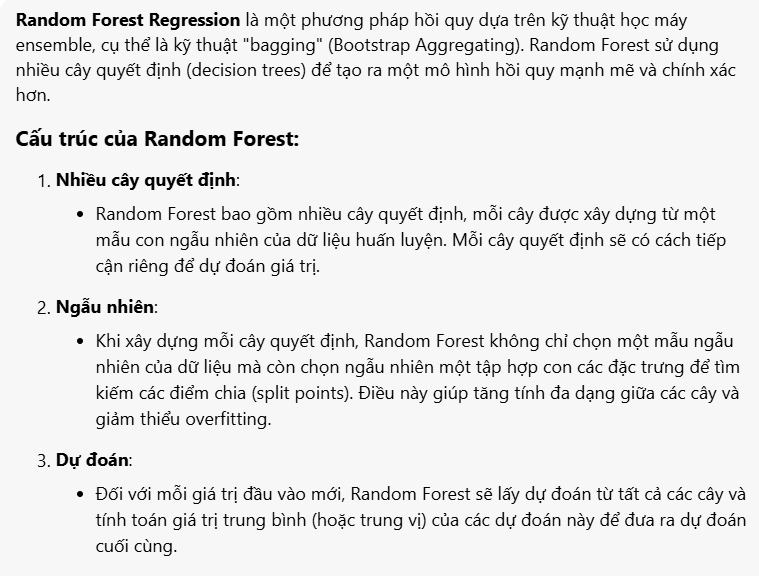 Random Forest Regression là một phương pháp hồi quy dựa trên kỹ thuật học máy
ensemble, cụ thể là kỹ thuật "bagging" (Bootstrap Aggregating). Random Forest sử dụng
nhiều cây quyết định (decision trees) để tạo ra một mô hình hồi quy mạnh mẽ và chính xác
hơn.
Cấu trúc của Random Forest:
1. Nhiều cây quyết định:
• Random Forest bao gồm nhiều cây quyết định, mỗi cây được xây dựng từ một
mẫu con ngẫu nhiên của dữ liệu huấn luyện. Mỗi cây quyết định sẽ có cách tiếp
cận riêng để dự đoán giá trị.
2. Ngẫu nhiên:
• Khi xây dựng mỗi cây quyết định, Random Forest không chỉ chọn một mẫu ngẫu
nhiên của dữ liệu mà còn chọn ngẫu nhiên một tập hợp con các đặc trưng để tìm
kiếm các điểm chia (split points). Điều này giúp tăng tính đa dạng giữa các cây và
giảm thiểu overfitting.
3. Dự đoán:
• Đối với mỗi giá trị đầu vào mới, Random Forest sẽ lấy dự đoán từ tất cả các cây và
tính toán giá trị trung bình (hoặc trung vị) của các dự đoán này để đưa ra dự đoán
cuối cùng.